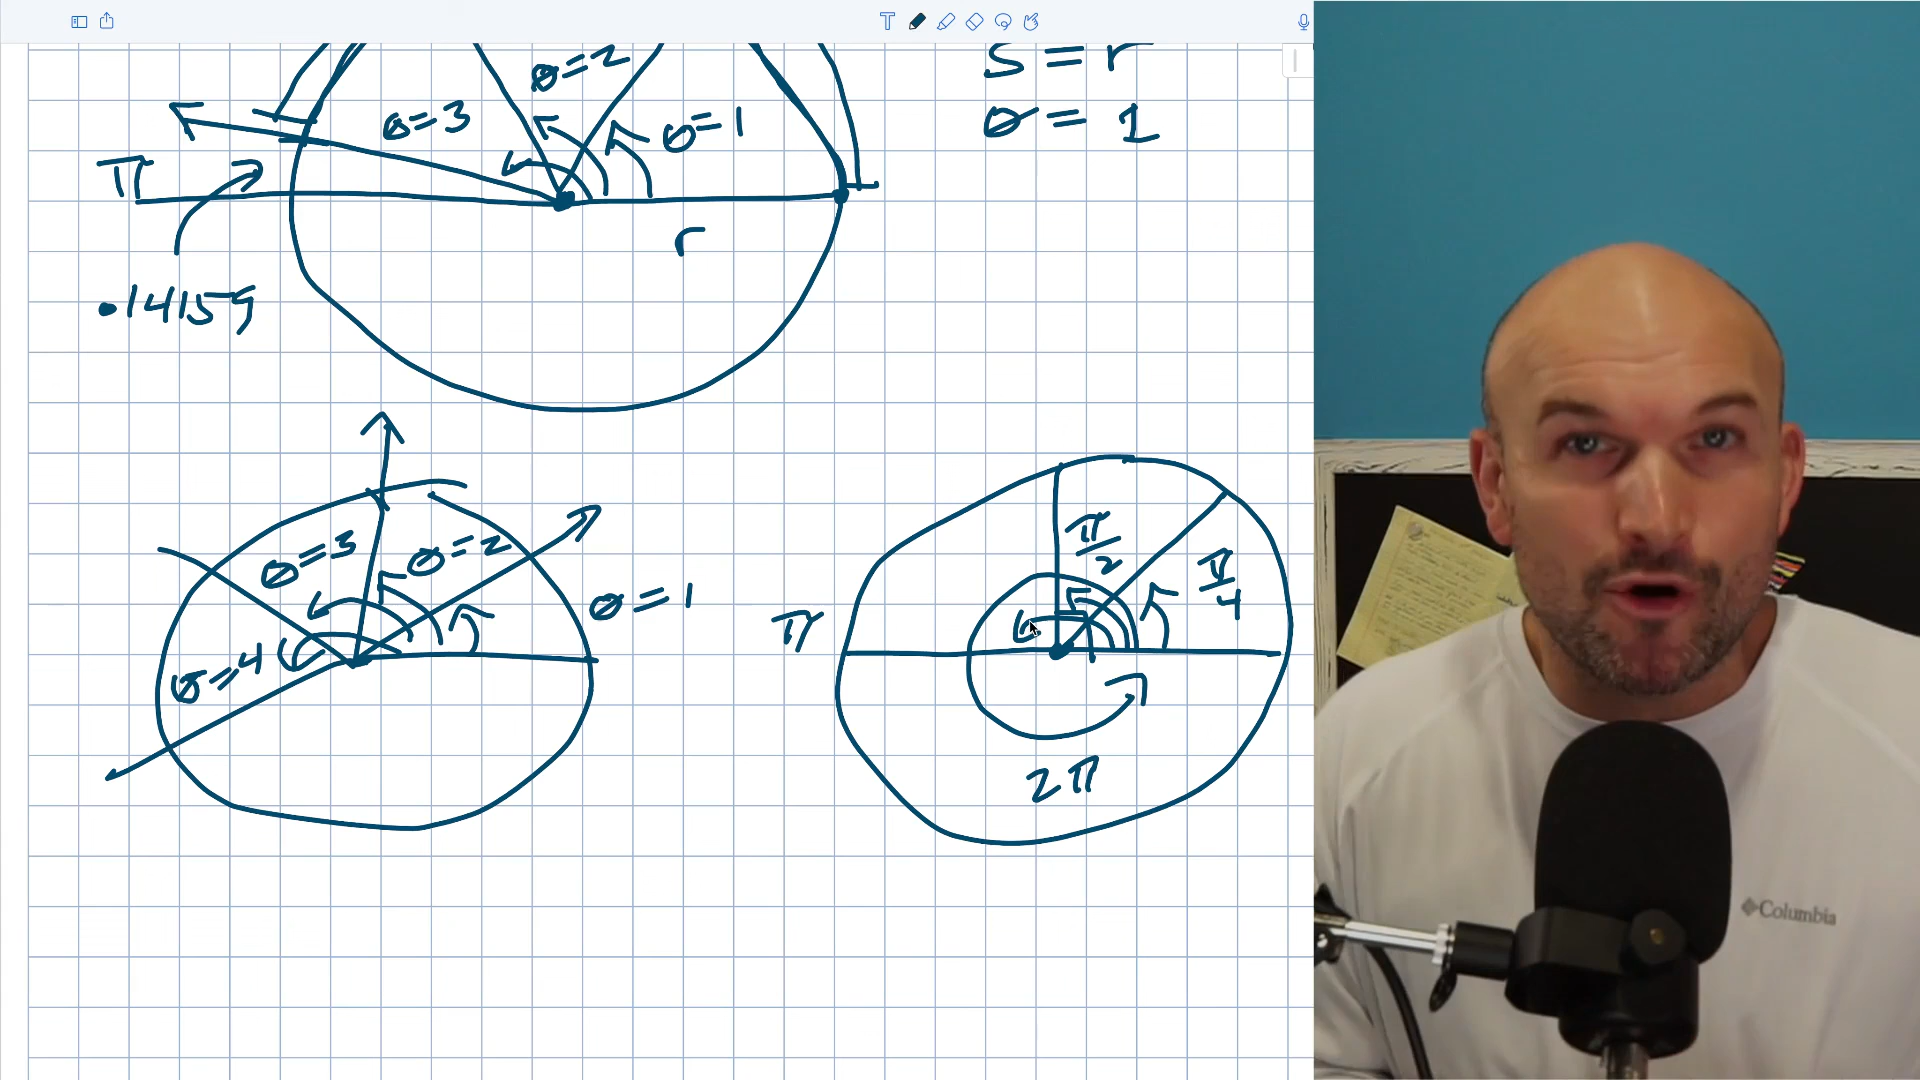 θ=2
S=r
θ=3
θ=1
θ=1
π
r
.14159
θ=3
θ=2
π/2
π/4
θ=1
π
θ=4
2π
Columbia